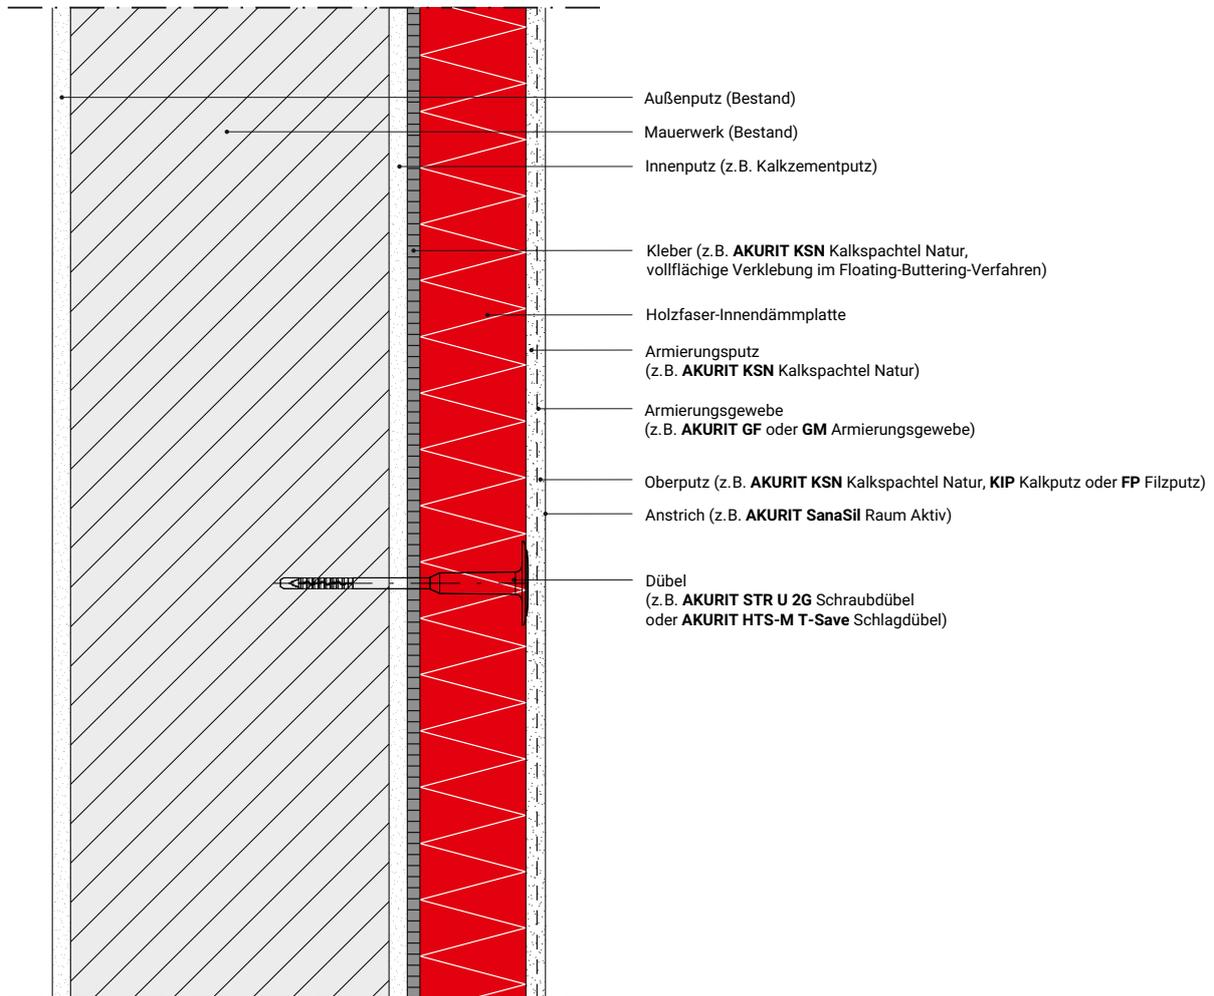 Außenputz (Bestand)
Mauerwerk (Bestand)
Innenputz (z.B. Kalkzementputz)
Kleber (z.B. AKURIT KSN Kalkspachtel Natur,
vollflächige Verklebung im Floating-Buttering-Verfahren)
Holzfaser-Innendämmplatte
Armierungsputz
(z.B. AKURIT KSN Kalkspachtel Natur)
Armierungsgewebe
(z.B. AKURIT GF oder GM Armierungsgewebe)
Oberputz (z.B. AKURIT KSN Kalkspachtel Natur, KIP Kalkputz oder FP Filzputz)
Anstrich (z.B. AKURIT SanaSil Raum Aktiv)
Dübel
(z.B. AKURIT STR U 2G Schraubdübel
oder AKURIT HTS-M T-Save Schlagdübel)